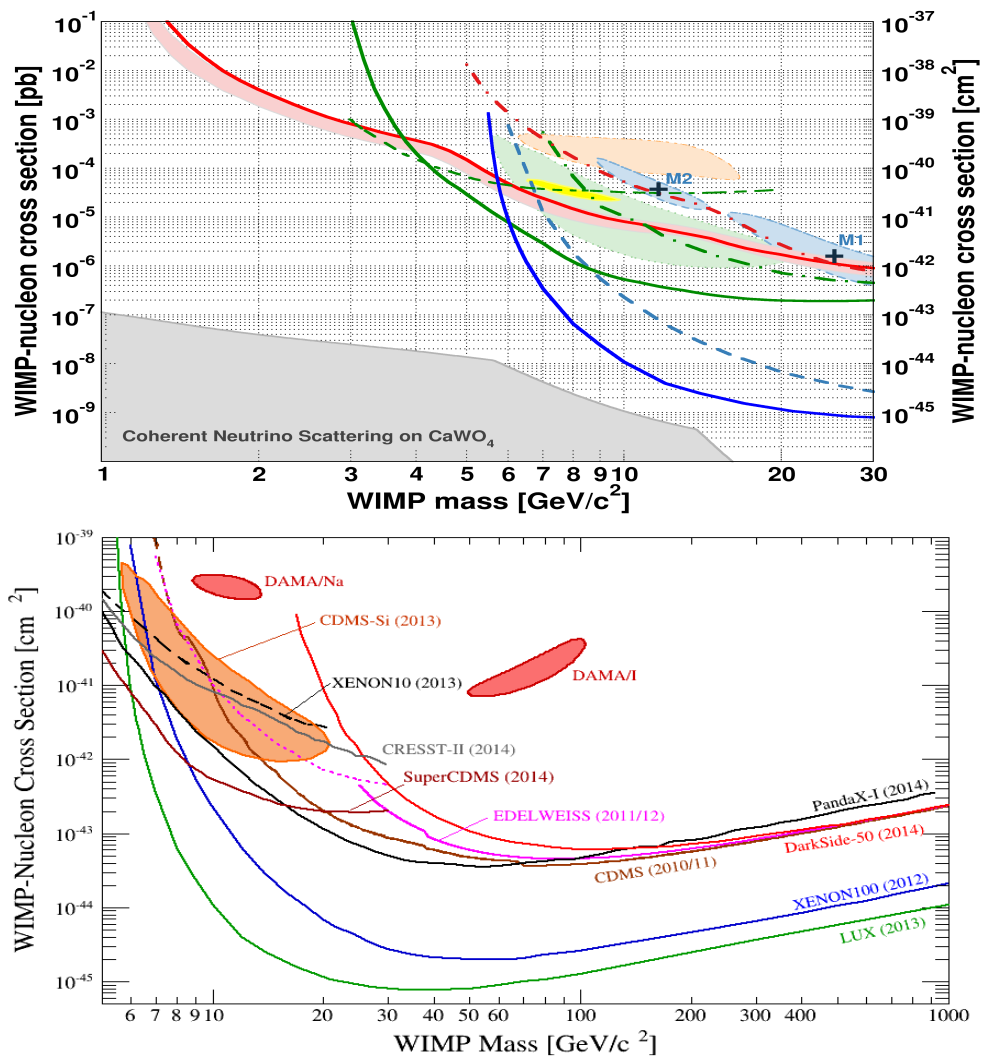 10^-1
10^-2
10^-3
10^-4
10^-5
10^-6
10^-7
10^-8
10^-9
WIMP-nucleon cross section [pb]
10^-37
10^-38
10^-39
10^-40
10^-41
10^-42
10^-43
10^-44
10^-45
WIMP-nucleon cross section [cm^2]
M2
M1
Coherent Neutrino Scattering on CaWO_4
1 2 3 4 5 6 7 8 9 10 20 30
WIMP mass [GeV/c^2]
10^-39
10^-40
10^-41
10^-42
10^-43
10^-44
10^-45
WIMP-Nucleon Cross Section [cm^2]
DAMA/Na
CDMS-Si (2013)
XENON10 (2013)
DAMA/I
CRESST-II (2014)
SuperCDMS (2014)
PandaX-I (2014)
EDELWEISS (2011/12)
DarkSide-50 (2014)
CDMS (2010/11)
XENON100 (2012)
LUX (2013)
6 7 8 9 10 20 30 40 50 60 100 200 300 400 1000
WIMP Mass [GeV/c^2]